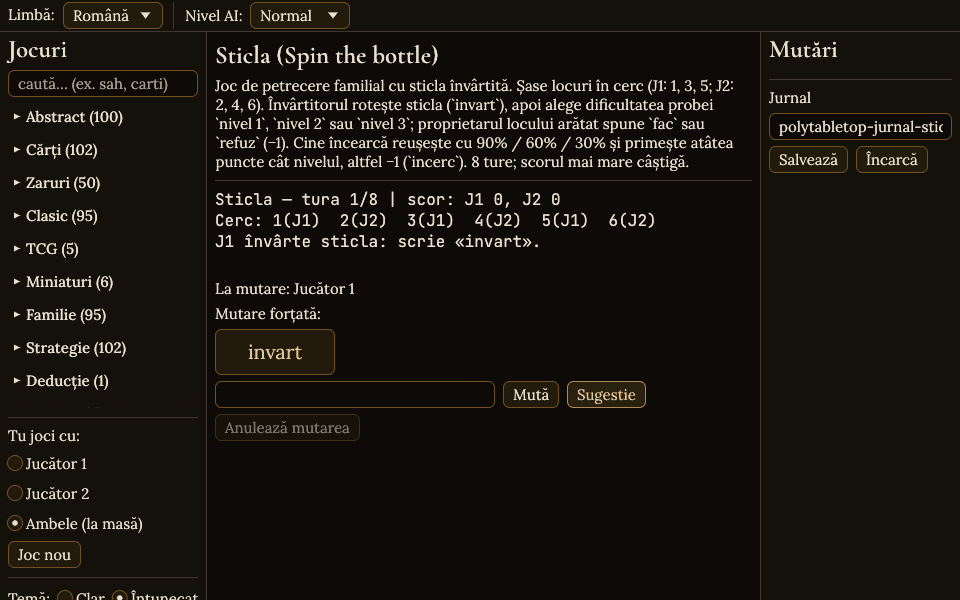 Limbă: Română Nivel AI: Normal
Jocuri
caută... (ex. sah, carti)
Abstract (100)
Cărți (102)
Zaruri (50)
Clasic (95)
TCG (5)
Miniaturi (6)
Familie (95)
Strategie (102)
Deducție (1)
Tu joci cu:
Jucător 1
Jucător 2
Ambele (la masă)
Joc nou
Temă: Clar Întunecat
Sticla (Spin the bottle)
Joc de petrecere familial cu sticla învârtită. Șase locuri în cerc (J1: 1, 3, 5; J2:
2, 4, 6). Învârtitorul rotește sticla (`invart`), apoi alege dificultatea probei
`nivel 1`, `nivel 2` sau `nivel 3`; proprietarul locului arătat spune `fac` sau
`refuz` (−1). Cine încearcă reușește cu 90% / 60% / 30% și primește atâtea
puncte cât nivelul, altfel −1 (`incerc`). 8 ture; scorul mai mare câștigă.
Sticla — tura 1/8 | scor: J1 0, J2 0
Cerc: 1(J1) 2(J2) 3(J1) 4(J2) 5(J1) 6(J2)
J1 învârte sticla: scrie «invart».
La mutare: Jucător 1
Mutare forțată:
invart
Mută Sugestie
Anulează mutarea
Mutări
Jurnal
polytabletop-jurnal-stic
Salvează Încarcă